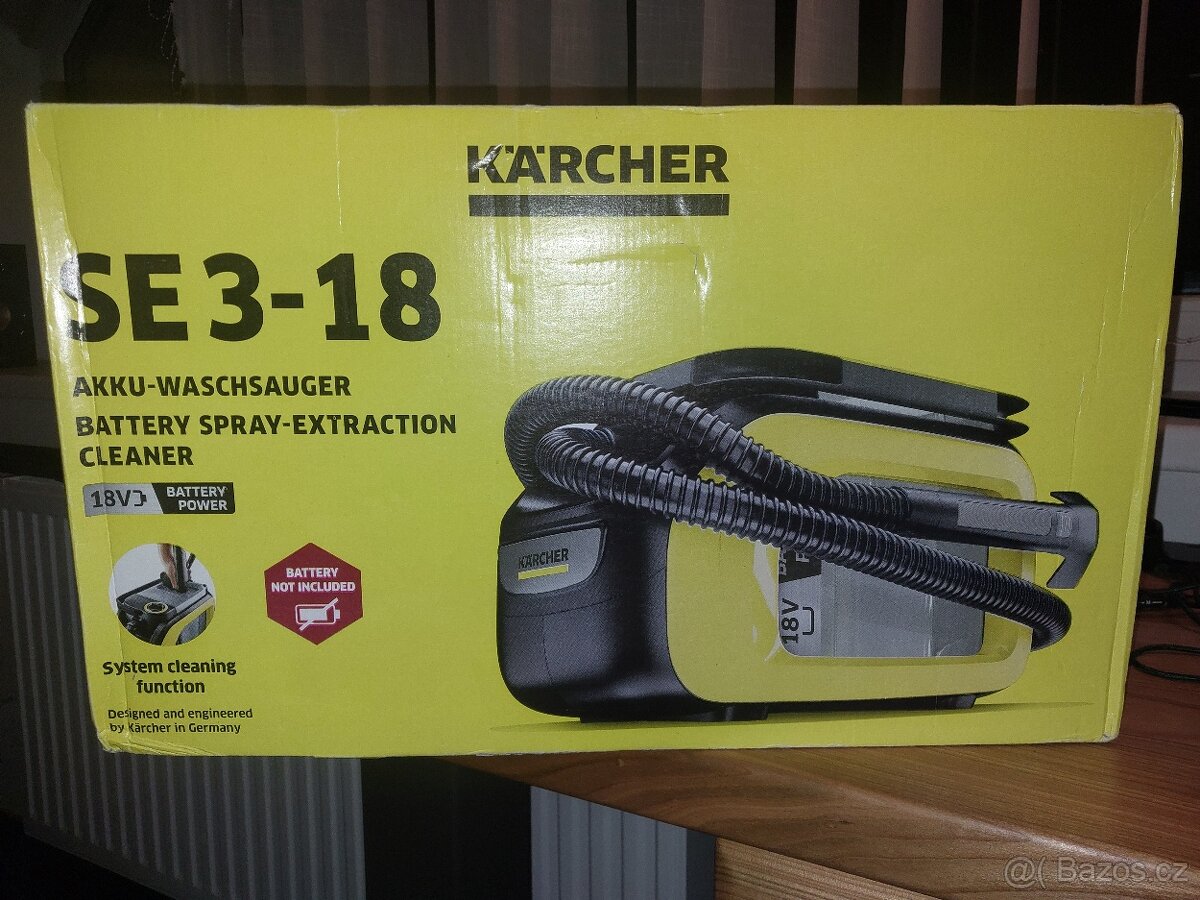 KÄRCHER
SE 3-18
AKKU-WASCHSAUGER
BATTERY SPRAY-EXTRACTION
CLEANER
18V BATTERY
POWER
BATTERY
NOT INCLUDED
System cleaning
function
Designed and engineered
by Kärcher in Germany
KÄRCHER
18V
@( Bazos.cz